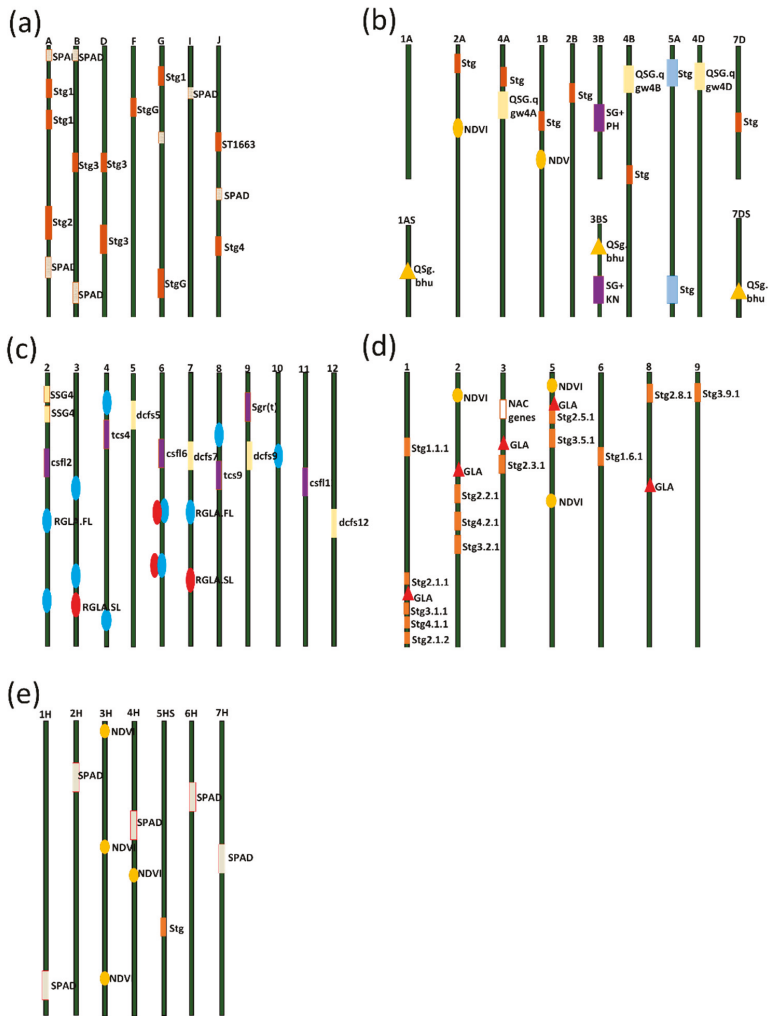 (a)
A B D F G I J
SPAD SPAD
Stg1
Stg1
SPAD
Stg1
StgG
ST1663
Stg3 Stg3
SPAD
Stg2
Stg3
Stg4
SPAD
StgG
SPAD
(b)
1A 2A 4A 1B 2B 3B 4B 5A 4D 7D
Stg
Stg
QSG.q
gw4B
Stg
QSG.q
gw4D
QSG.q
gw4A
Stg
SG+
PH
NDVI
Stg
Stg
NDV
Stg
1AS 3BS 7DS
QSg.
bhu
QSg.
bhu
SG+
KN
Stg
QSg.
bhu
(c)
2 3 4 5 6 7 8 9 10 11 12
SSG4
SSG4
dcfs5
Sgr(t)
tcs4
csfl2
csfl6
dcfs7
dcfs9
tcs9
csfl1
RGLA.FL
RGLA.FL
dcfs12
RGLA.SL
RGLA.SL
(d)
1 2 3 5 6 8 9
NDVI
NAC
genes
NDVI
GLA
Stg2.5.1
Stg2.8.1
Stg3.9.1
Stg1.1.1
GLA
Stg3.5.1
Stg1.6.1
GLA
Stg2.3.1
Stg2.2.1
GLA
NDVI
Stg4.2.1
Stg3.2.1
Stg2.1.1
GLA
Stg3.1.1
Stg4.1.1
Stg2.1.2
(e)
1H 2H 3H 4H 5HS 6H 7H
NDVI
SPAD
SPAD
SPAD
NDVI
SPAD
NDVI
Stg
SPAD
NDVI